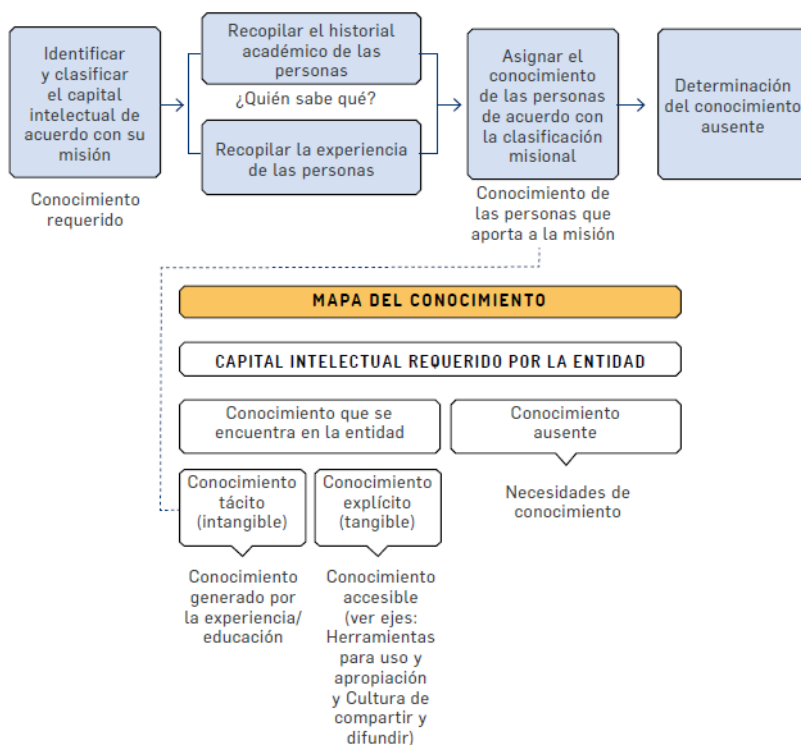 Identificar
y clasificar
el capital
intelectual de
acuerdo con su
misión
Conocimiento
requerido
Recopilar el historial
académico de las
personas
¿Quién sabe qué?
Recopilar la experiencia
de las personas
Asignar el
conocimiento
de las personas
de acuerdo con
la clasificación
misional
Conocimiento de
las personas que
aporta a la misión
Determinación
del conocimiento
ausente
MAPA DEL CONOCIMIENTO
CAPITAL INTELECTUAL REQUERIDO POR LA ENTIDAD
Conocimiento que se
encuentra en la entidad
Conocimiento
ausente
Conocimiento
tácito
(intangible)
Conocimiento
explícito
(tangible)
Necesidades de
conocimiento
Conocimiento
generado por
la experiencia/
educación
Conocimiento
accesible
(ver ejes:
Herramientas
para uso y
apropiación
y Cultura de
compartir y
difundir)